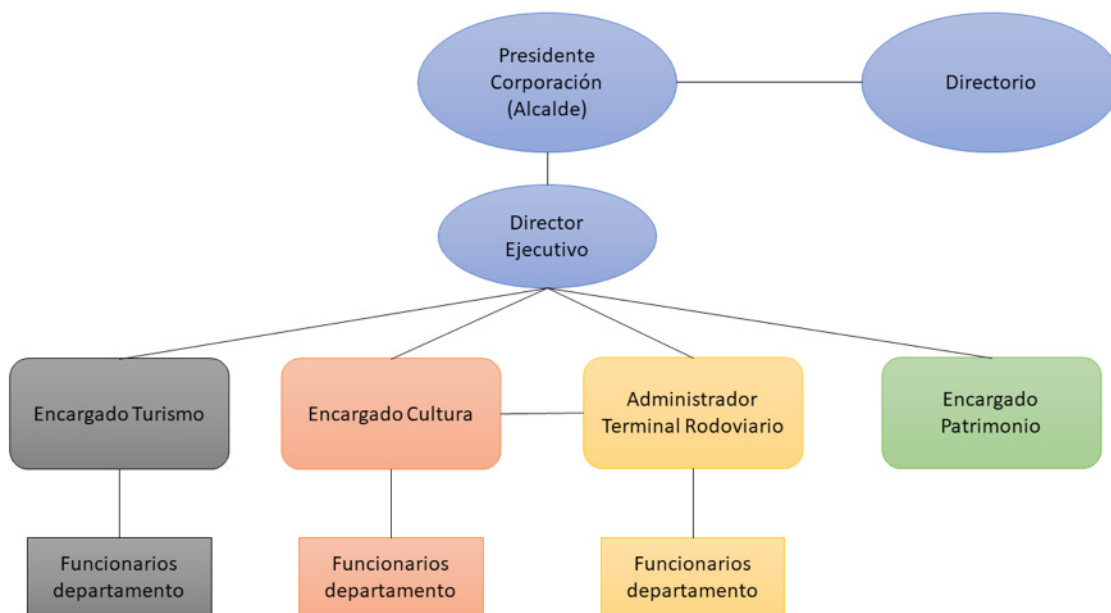 Presidente
Corporación
(Alcalde)
Directorio
Director
Ejecutivo
Encargado Turismo
Encargado Cultura
Administrador
Terminal Rodoviario
Encargado
Patrimonio
Funcionarios
departamento
Funcionarios
departamento
Funcionarios
departamento